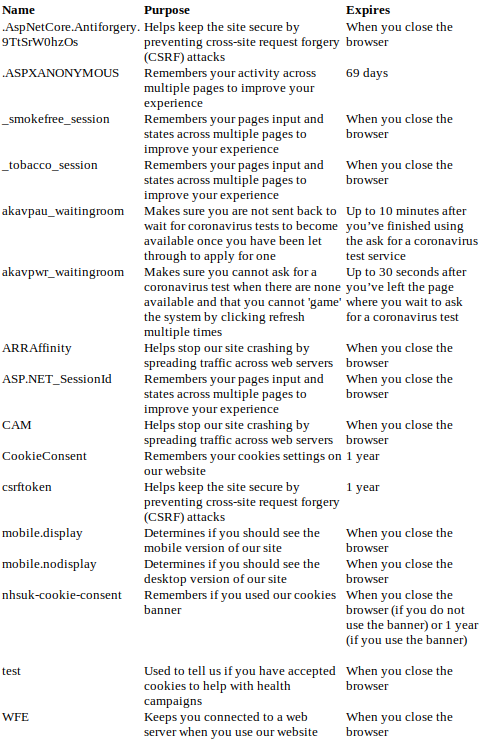 Name Purpose Expires
.AspNetCore.Antiforgery. Helps keep the site secure by When you close the
9TtSrW0hzOs preventing cross-site request forgery browser
(CSRF) attacks
.ASPXANONYMOUS Remembers your activity across 69 days
multiple pages to improve your
experience
_smokefree_session Remembers your pages input and When you close the
states across multiple pages to browser
improve your experience
_tobacco_session Remembers your pages input and When you close the
states across multiple pages to browser
improve your experience
akavpau_waitingroom Makes sure you are not sent back to Up to 10 minutes after
wait for coronavirus tests to become you’ve finished using
available once you have been let the ask for a coronavirus
through to apply for one test service
akavpwr_waitingroom Makes sure you cannot ask for a Up to 30 seconds after
coronavirus test when there are none you’ve left the page
available and that you cannot 'game' where you wait to ask
the system by clicking refresh for a coronavirus test
multiple times
ARRAffinity Helps stop our site crashing by When you close the
spreading traffic across web servers browser
ASP.NET_SessionId Remembers your pages input and When you close the
states across multiple pages to browser
improve your experience
CAM Helps stop our site crashing by When you close the
spreading traffic across web servers browser
CookieConsent Remembers your cookies settings on 1 year
our website
csrftoken Helps keep the site secure by 1 year
preventing cross-site request forgery
(CSRF) attacks
mobile.display Determines if you should see the When you close the
mobile version of our site browser
mobile.nodisplay Determines if you should see the When you close the
desktop version of our site browser
nhsuk-cookie-consent Remembers if you used our cookies When you close the
banner browser (if you do not
use the banner) or 1 year
(if you use the banner)
test Used to tell us if you have accepted When you close the
cookies to help with health browser
campaigns
WFE Keeps you connected to a web When you close the
server when you use our website browser